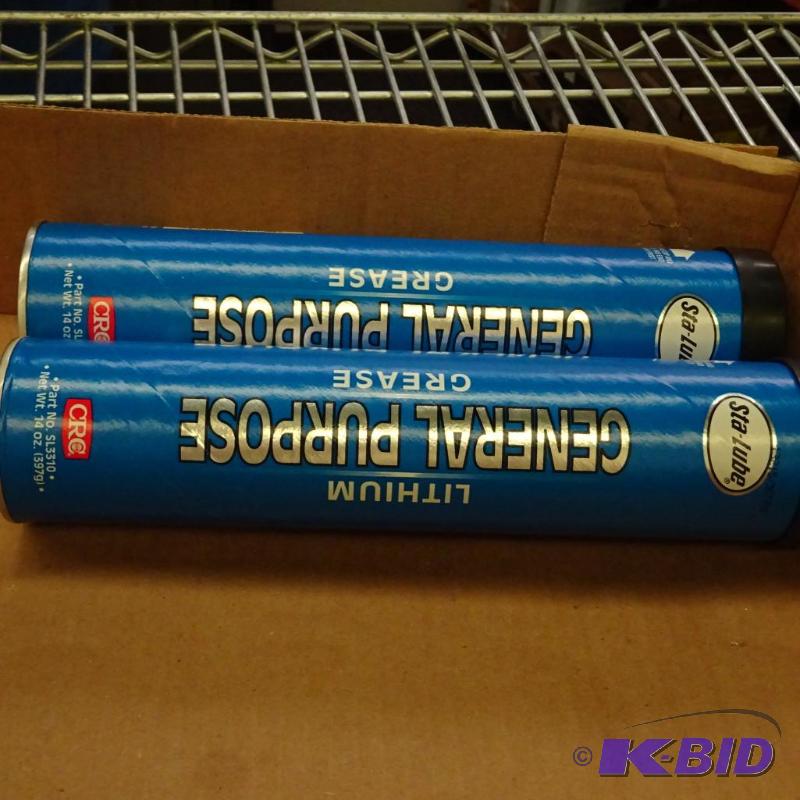 GREASE
GENERAL PURPOSE
Sta-Lube
CRC
*Part No. SL
*Net Wt. 14 oz
LITHIUM
GENERAL PURPOSE
GREASE
Sta-Lube®
CRC
*Part No. SL3310*
*Net Wt. 14 oz. (397g)*
© K-BID